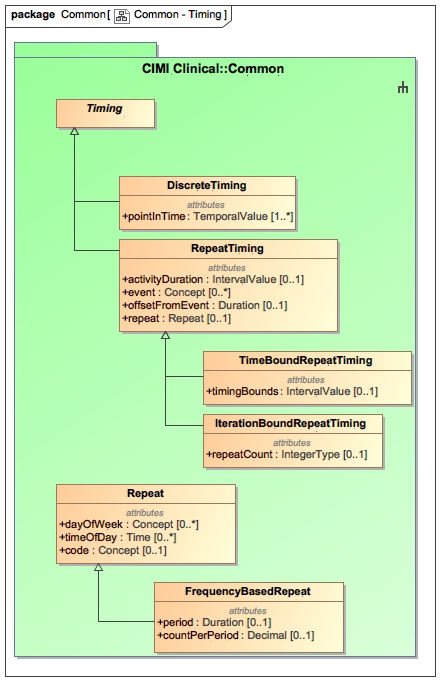 package Common[ Common - Timing ]
CIMI Clinical::Common
Timing
DiscreteTiming
attributes
+pointInTime : TemporalValue [1..*]
RepeatTiming
attributes
+activityDuration : IntervalValue [0..1]
+event : Concept [0..*]
+offsetFromEvent : Duration [0..1]
+repeat : Repeat [0..1]
TimeBoundRepeatTiming
attributes
+timingBounds : IntervalValue [0..1]
IterationBoundRepeatTiming
attributes
+repeatCount : IntegerType [0..1]
Repeat
attributes
+dayOfWeek : Concept [0..*]
+timeOfDay : Time [0..*]
+code : Concept [0..1]
FrequencyBasedRepeat
attributes
+period : Duration [0..1]
+countPerPeriod : Decimal [0..1]